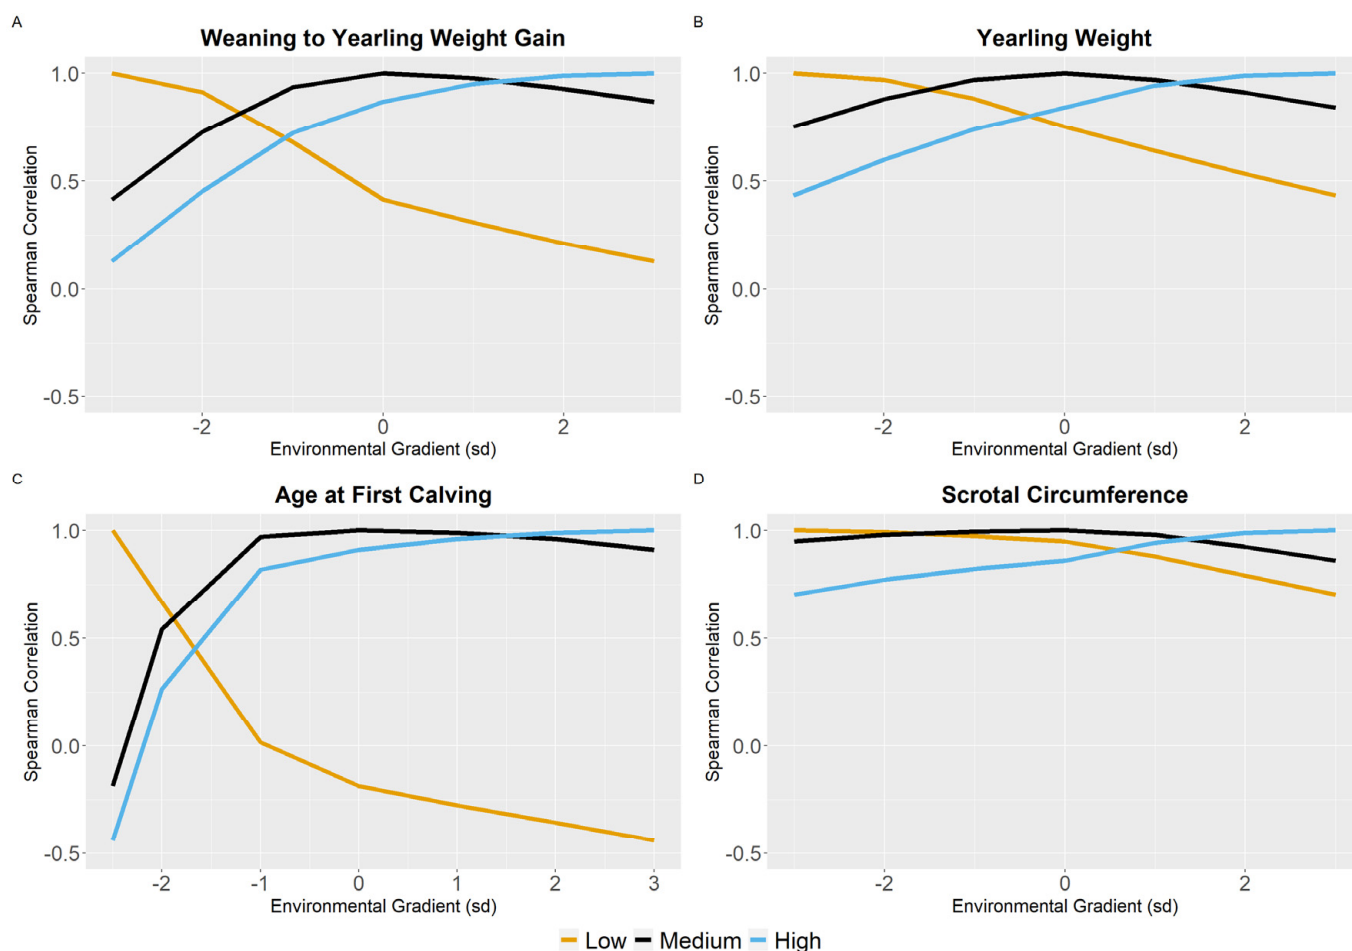 A
Weaning to Yearling Weight Gain
1.0
0.5
0.0
-0.5
Spearman Correlation
-2
0
2
Environmental Gradient (sd)
B
Yearling Weight
1.0
0.5
0.0
-0.5
Spearman Correlation
-2
0
2
Environmental Gradient (sd)
C
Age at First Calving
1.0
0.5
0.0
-0.5
Spearman Correlation
-2
-1
0
1
2
3
Environmental Gradient (sd)
D
Scrotal Circumference
1.0
0.5
0.0
-0.5
Spearman Correlation
-2
0
2
Environmental Gradient (sd)
Low Medium High